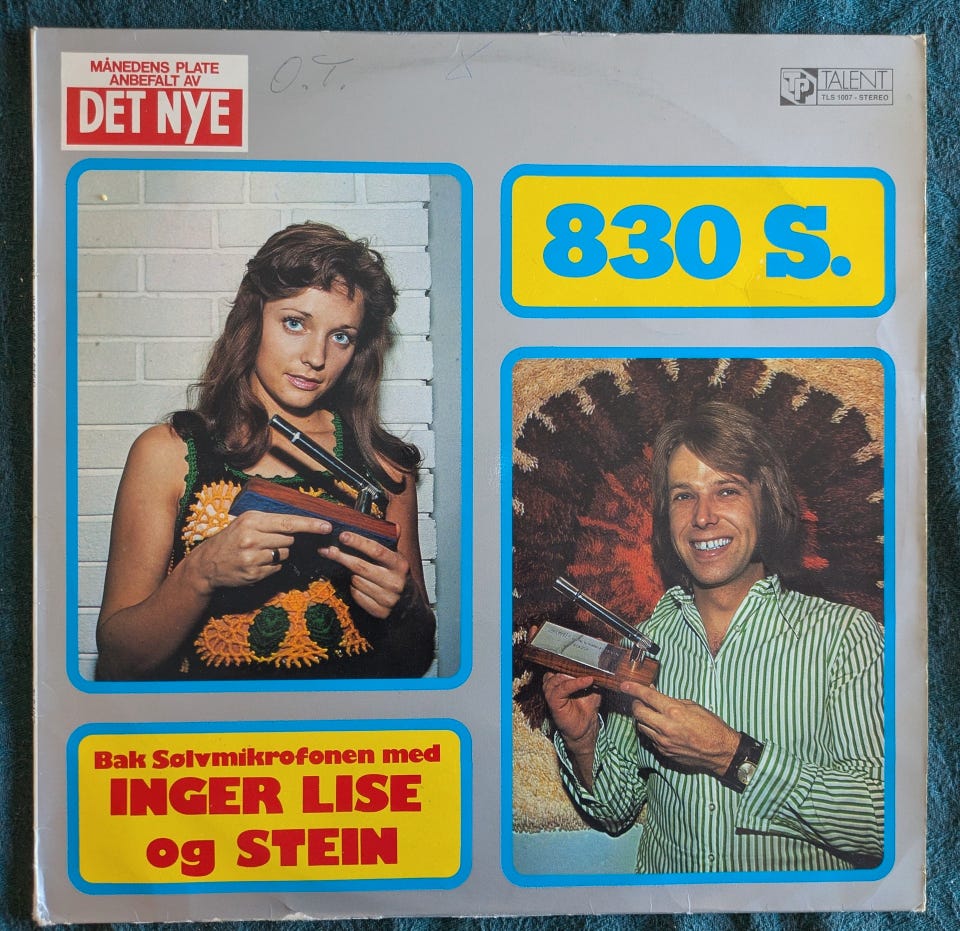 MÅNEDENS PLATE
ANBEFALT AV
DET NYE
O.T.
TP TALENT
TLS 1007 - STEREO
830 S.
Bak Sølvmikrofonen med
INGER LISE
og STEIN